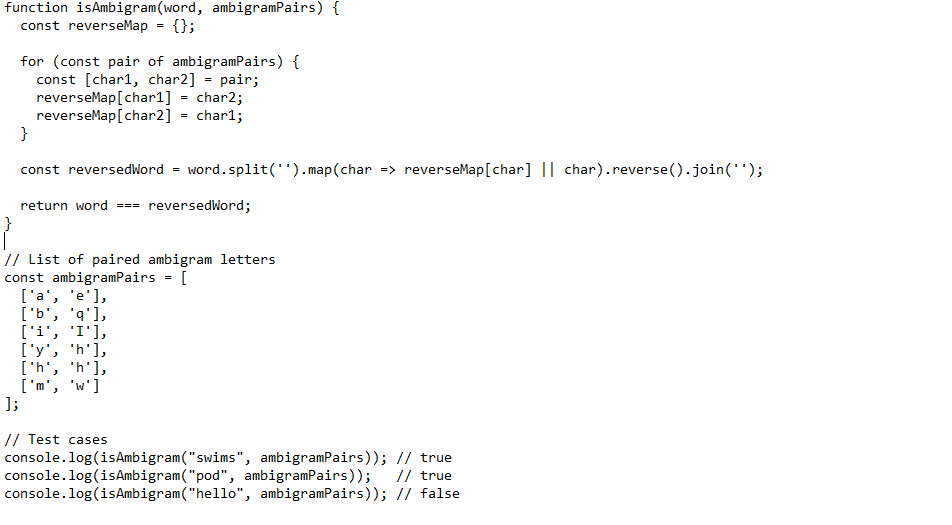 function isAmbigram(word, ambigramPairs) {
  const reverseMap = {};

  for (const pair of ambigramPairs) {
    const [char1, char2] = pair;
    reverseMap[char1] = char2;
    reverseMap[char2] = char1;
  }

  const reversedWord = word.split('').map(char => reverseMap[char] || char).reverse().join('');

  return word === reversedWord;
}

// List of paired ambigram letters
const ambigramPairs = [
  ['a', 'e'],
  ['b', 'q'],
  ['i', 'I'],
  ['y', 'h'],
  ['h', 'h'],
  ['m', 'w']
];

// Test cases
console.log(isAmbigram("swims", ambigramPairs)); // true
console.log(isAmbigram("pod", ambigramPairs));   // true
console.log(isAmbigram("hello", ambigramPairs)); // false